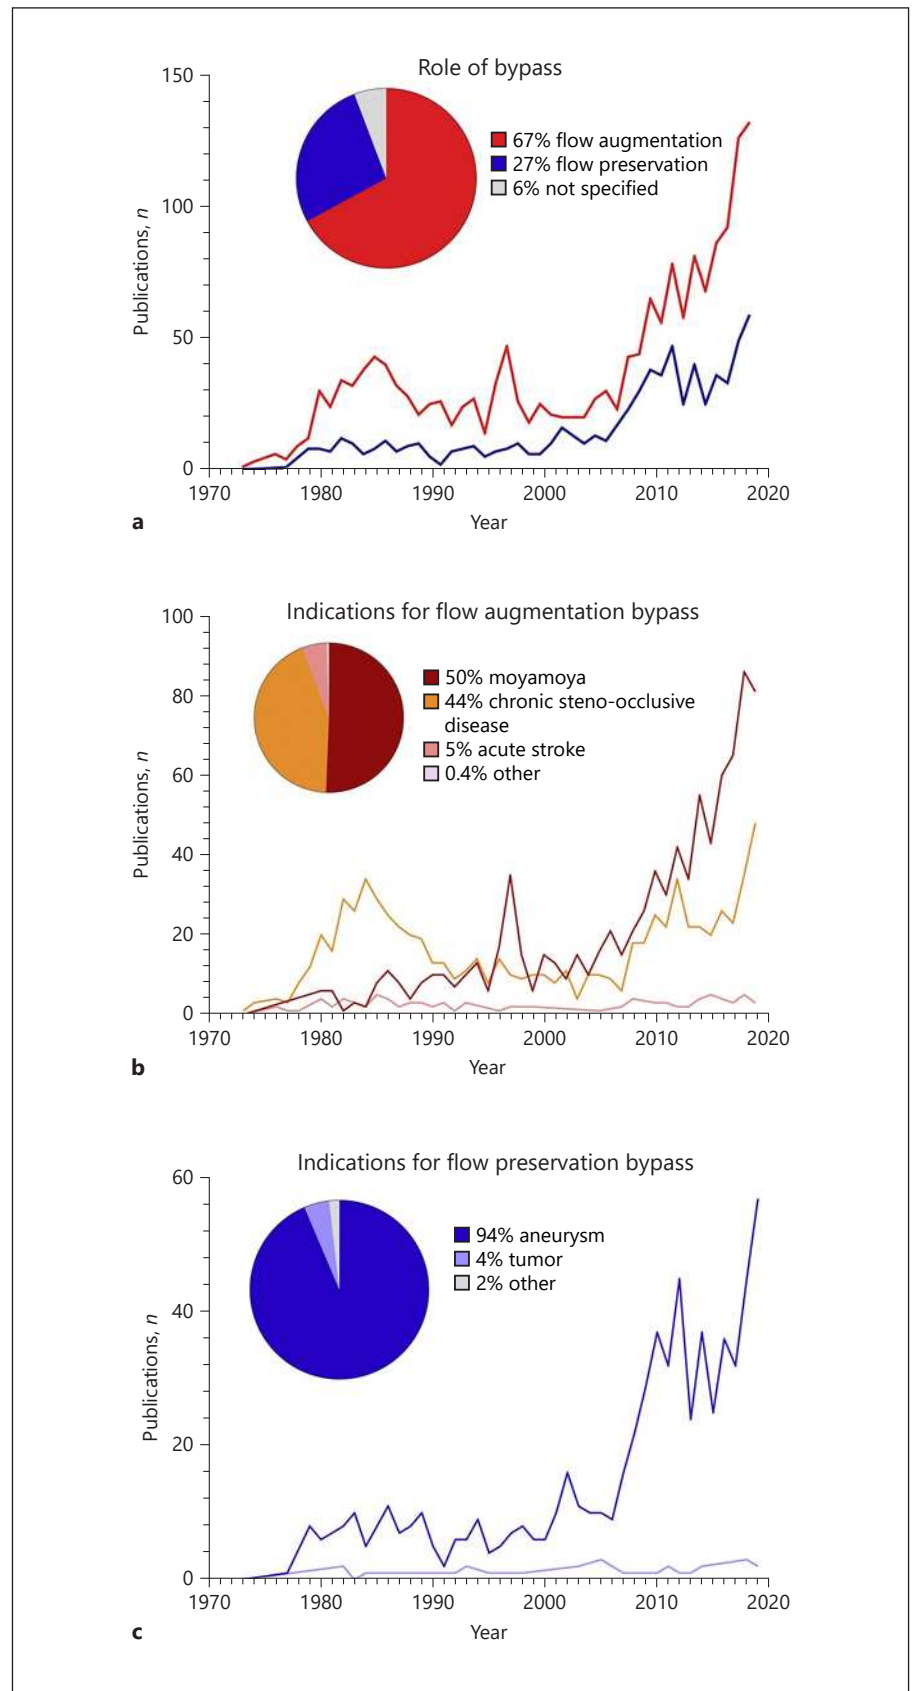 Role of bypass
150
100
50
0
Publications, n
67% flow augmentation
27% flow preservation
6% not specified
1970
1980
1990
2000
2010
2020
Year
a
Indications for flow augmentation bypass
100
80
60
40
20
0
Publications, n
50% moyamoya
44% chronic steno-occlusive
disease
5% acute stroke
0.4% other
1970
1980
1990
2000
2010
2020
Year
b
Indications for flow preservation bypass
60
40
20
0
Publications, n
94% aneurysm
4% tumor
2% other
1970
1980
1990
2000
2010
2020
Year
c